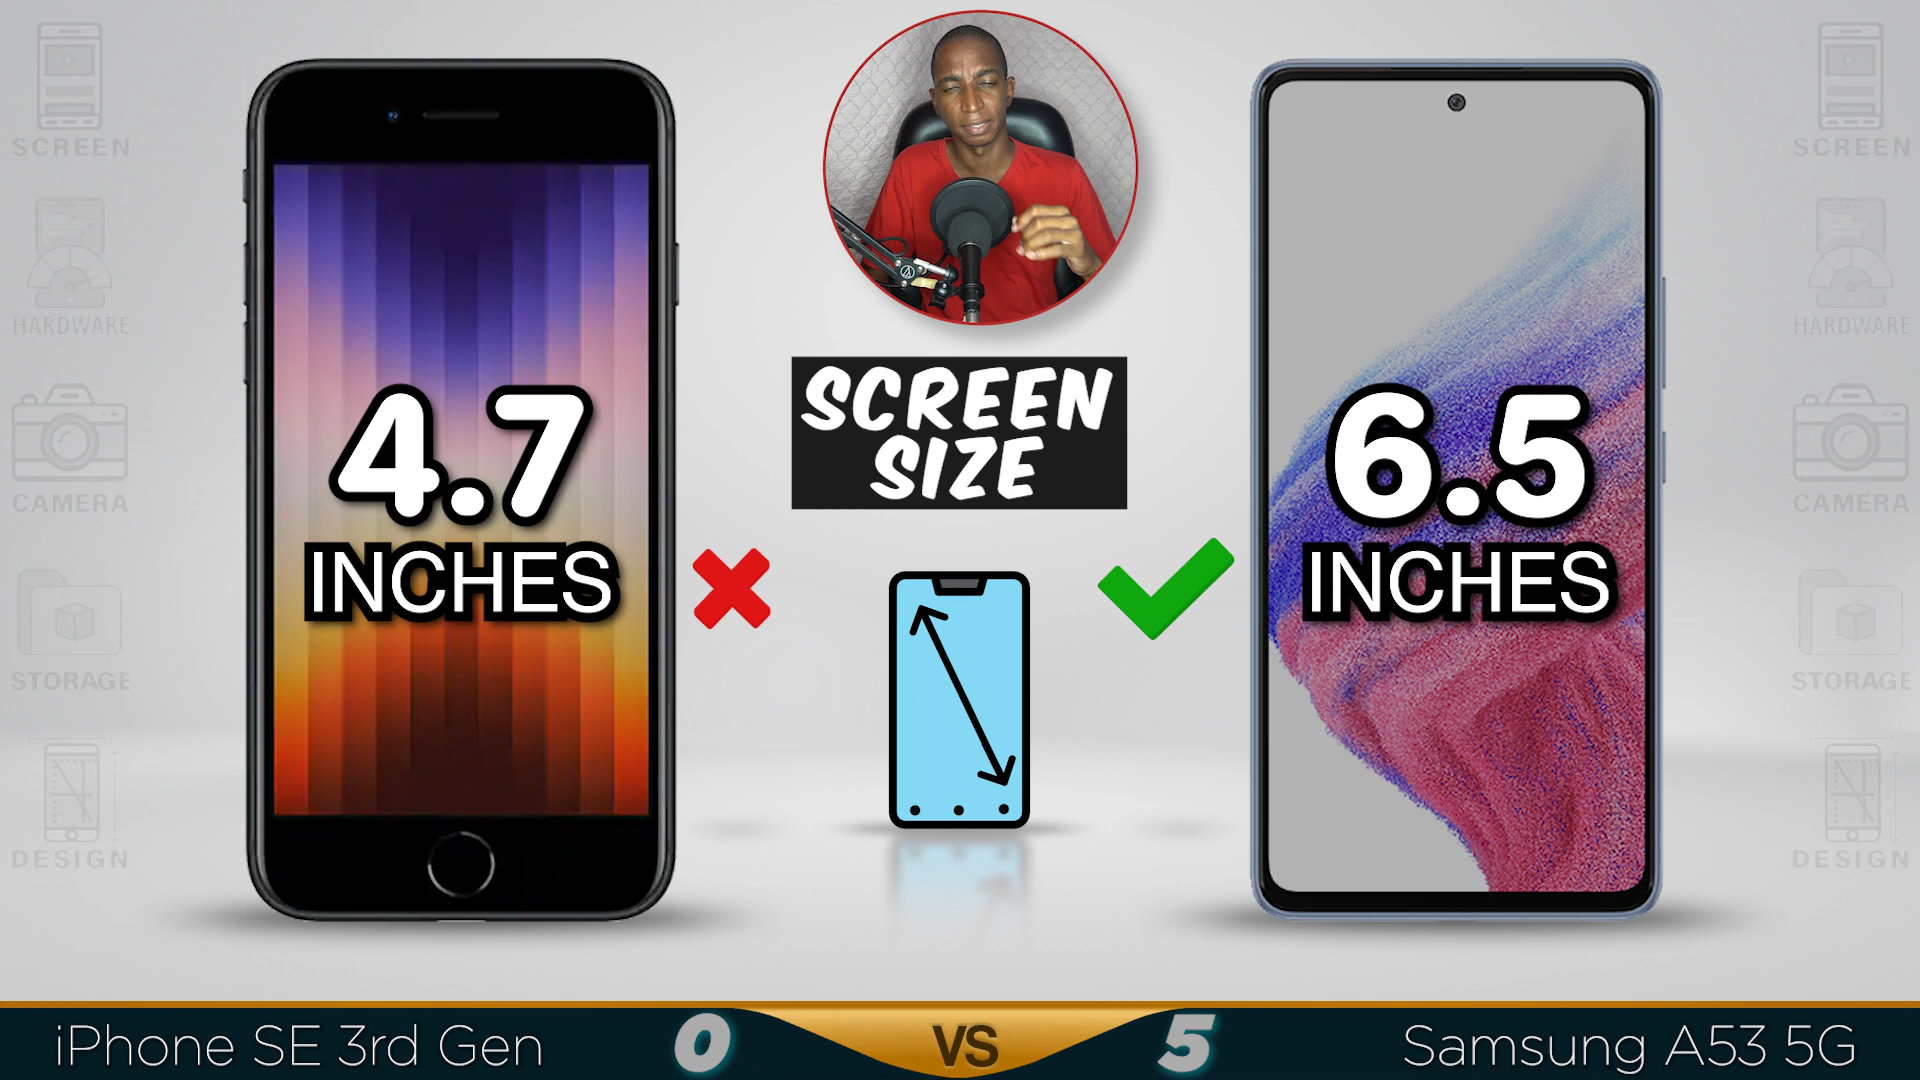 SCREEN
HARDWARE
CAMERA
STORAGE
DESIGN
4.7
INCHES
SCREEN
SIZE
6.5
INCHES
SCREEN
HARDWARE
CAMERA
STORAGE
DESIGN
iPhone SE 3rd Gen
0
VS
5
Samsung A53 5G